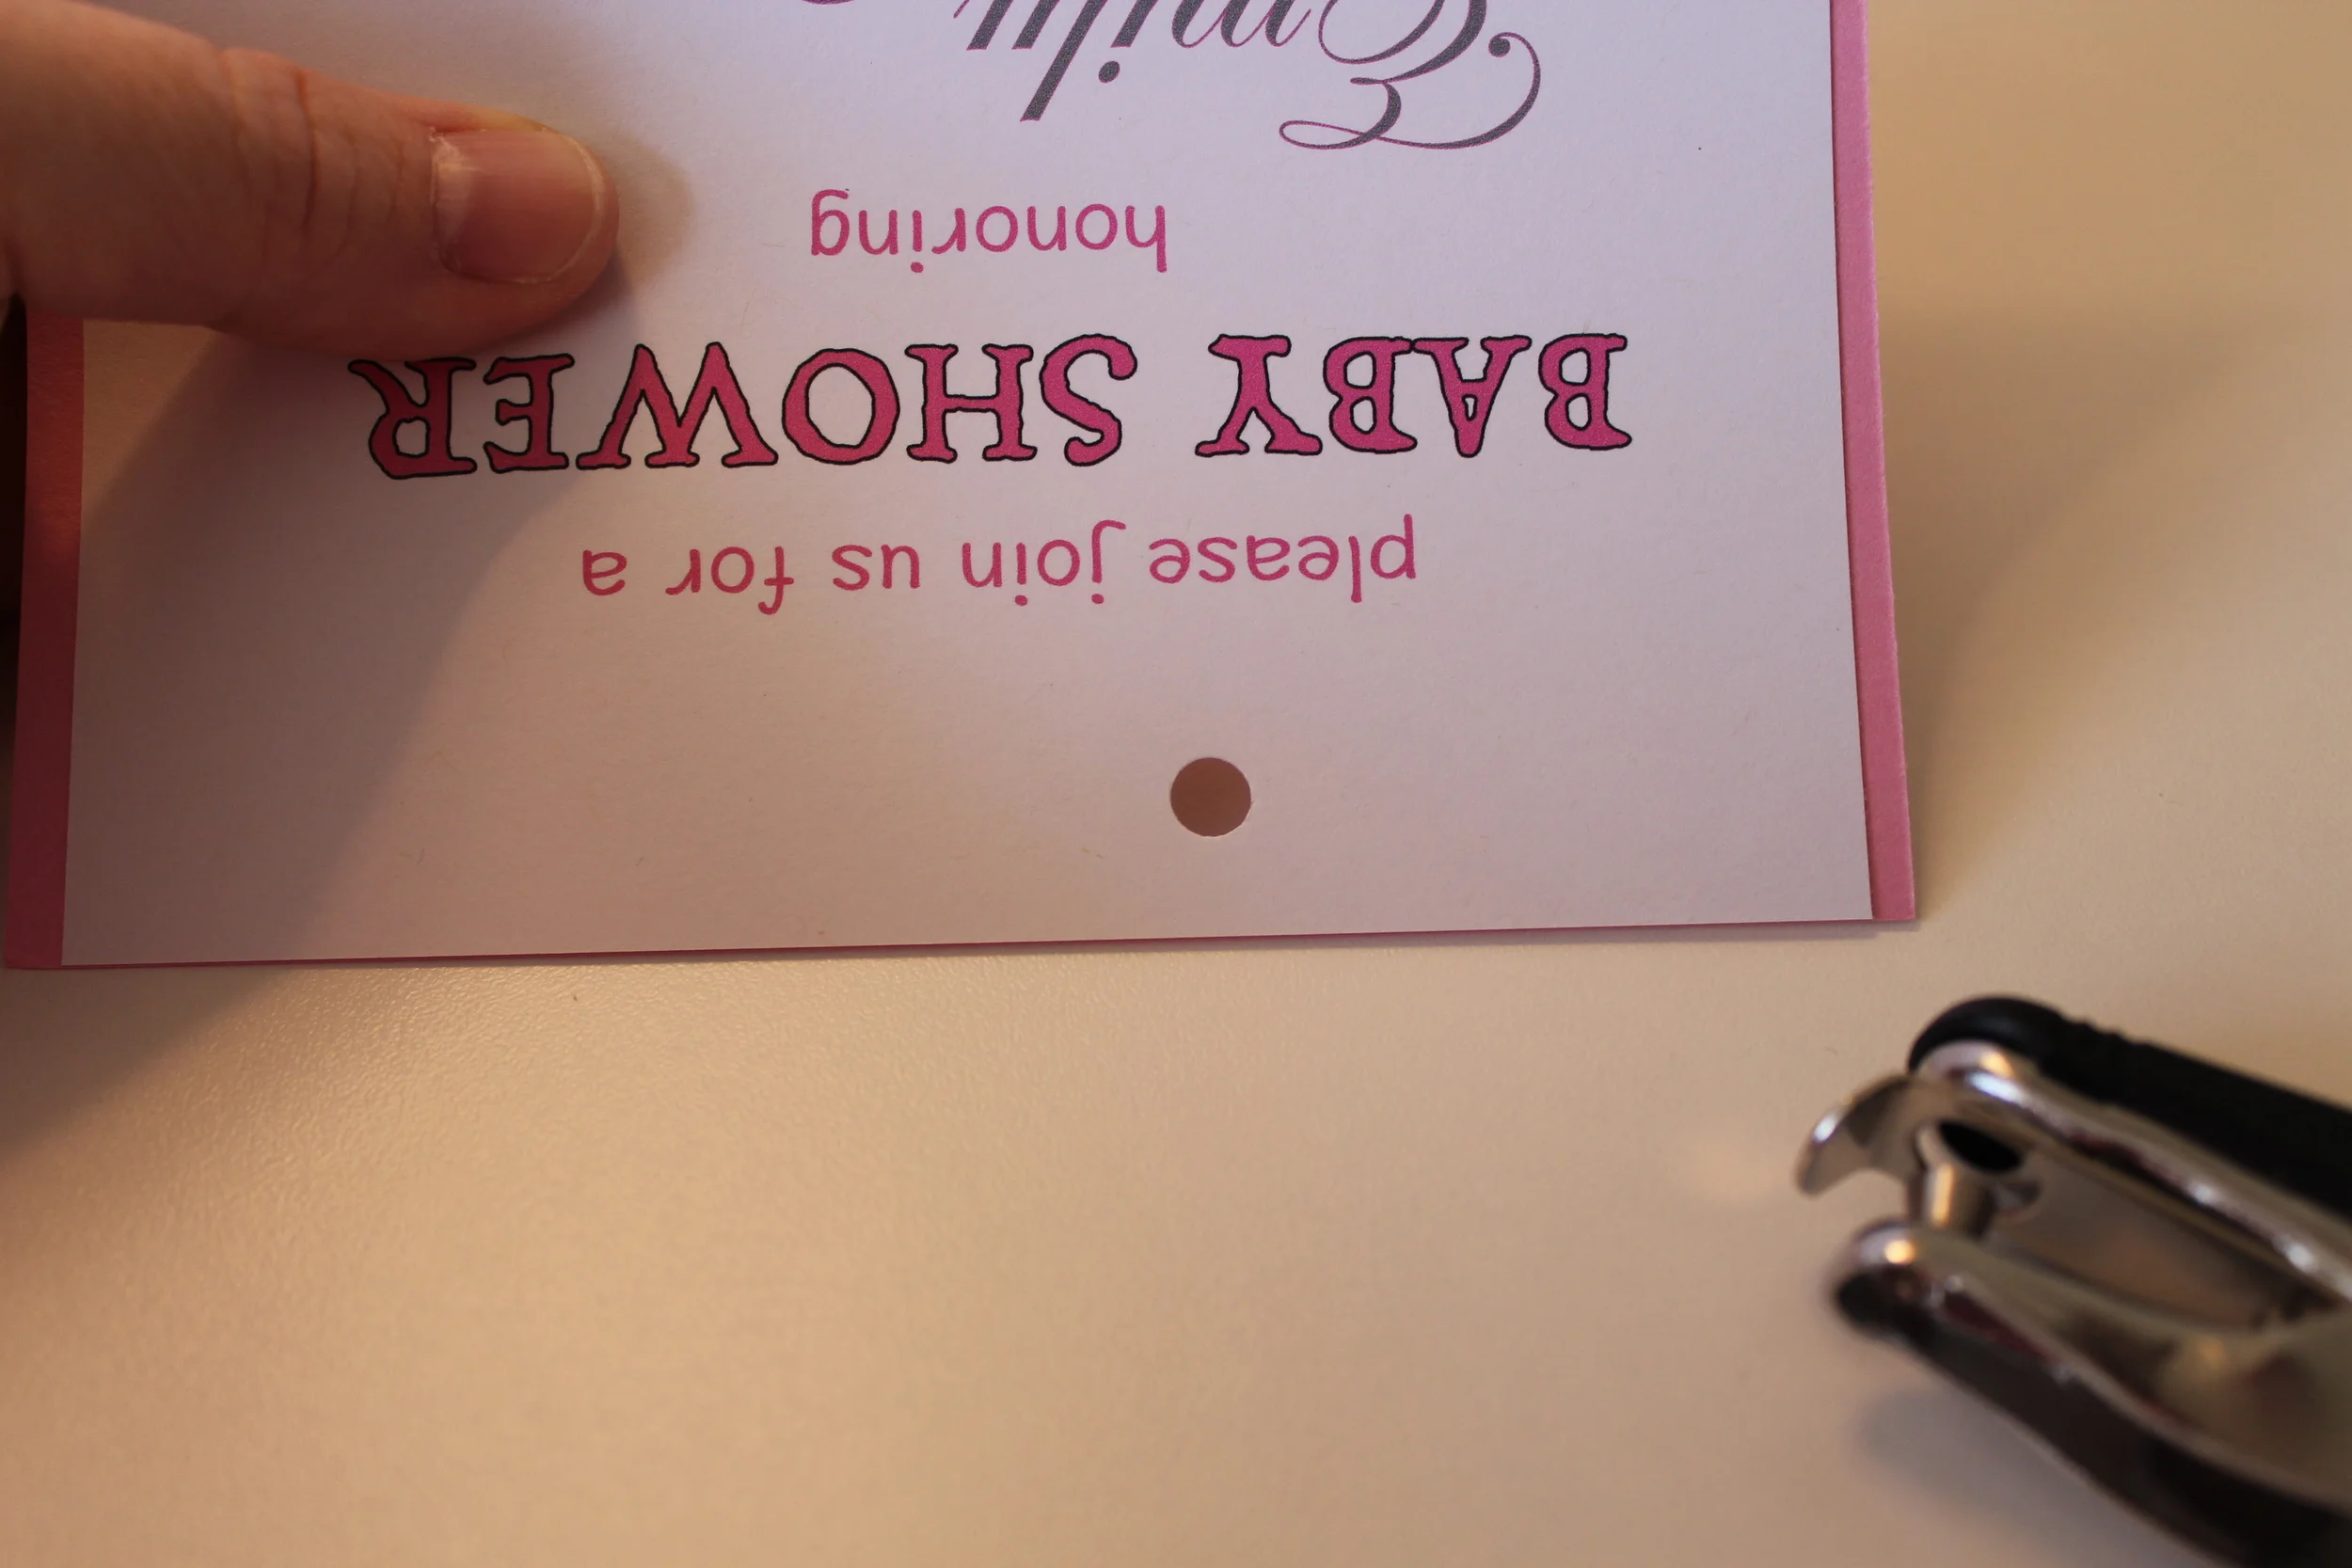 please join us for a
BABY SHOWER
honoring
Emily